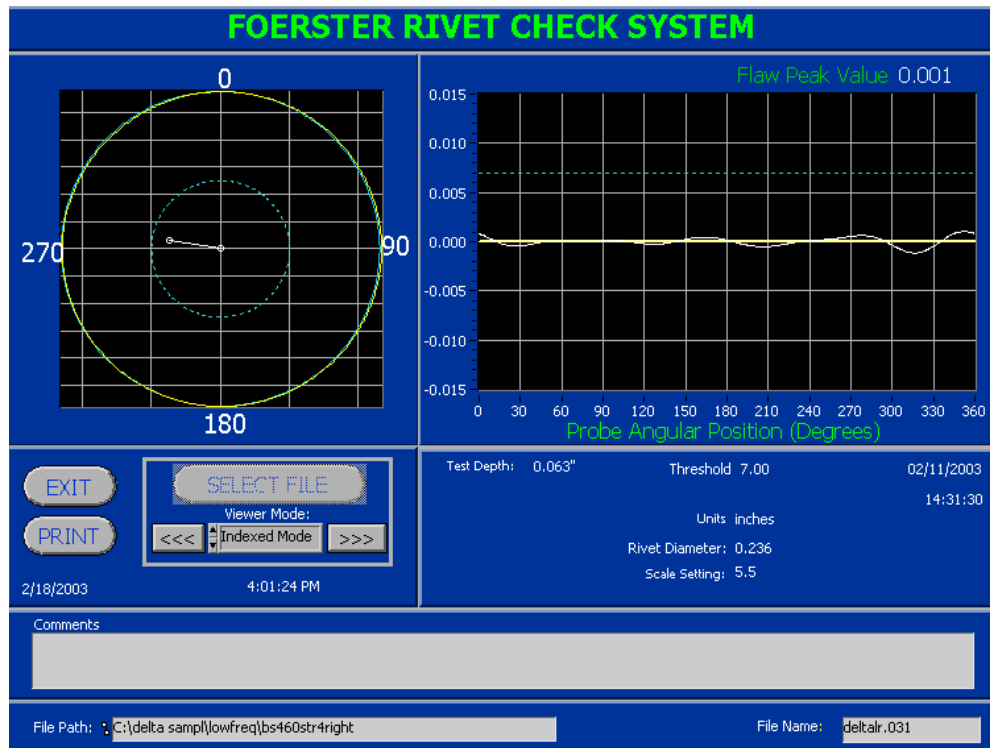 FOERSTER RIVET CHECK SYSTEM
0
270
90
180
Flaw Peak Value 0.001
0.015
0.010
0.005
0.000
-0.005
-0.010
-0.015
0 30 60 90 120 150 180 210 240 270 300 330 360
Probe Angular Position (Degrees)
EXIT
PRINT
SELECT FILE
Viewer Mode:
<<< Indexed Mode >>>
2/18/2003 4:01:24 PM
Test Depth: 0.063" Threshold 7.00 02/11/2003
14:31:30
Units inches
Rivet Diameter: 0.236
Scale Setting: 5.5
Comments
File Path: C:\delta sampl\lowfreq\bs460str4right
File Name: deltalr.031